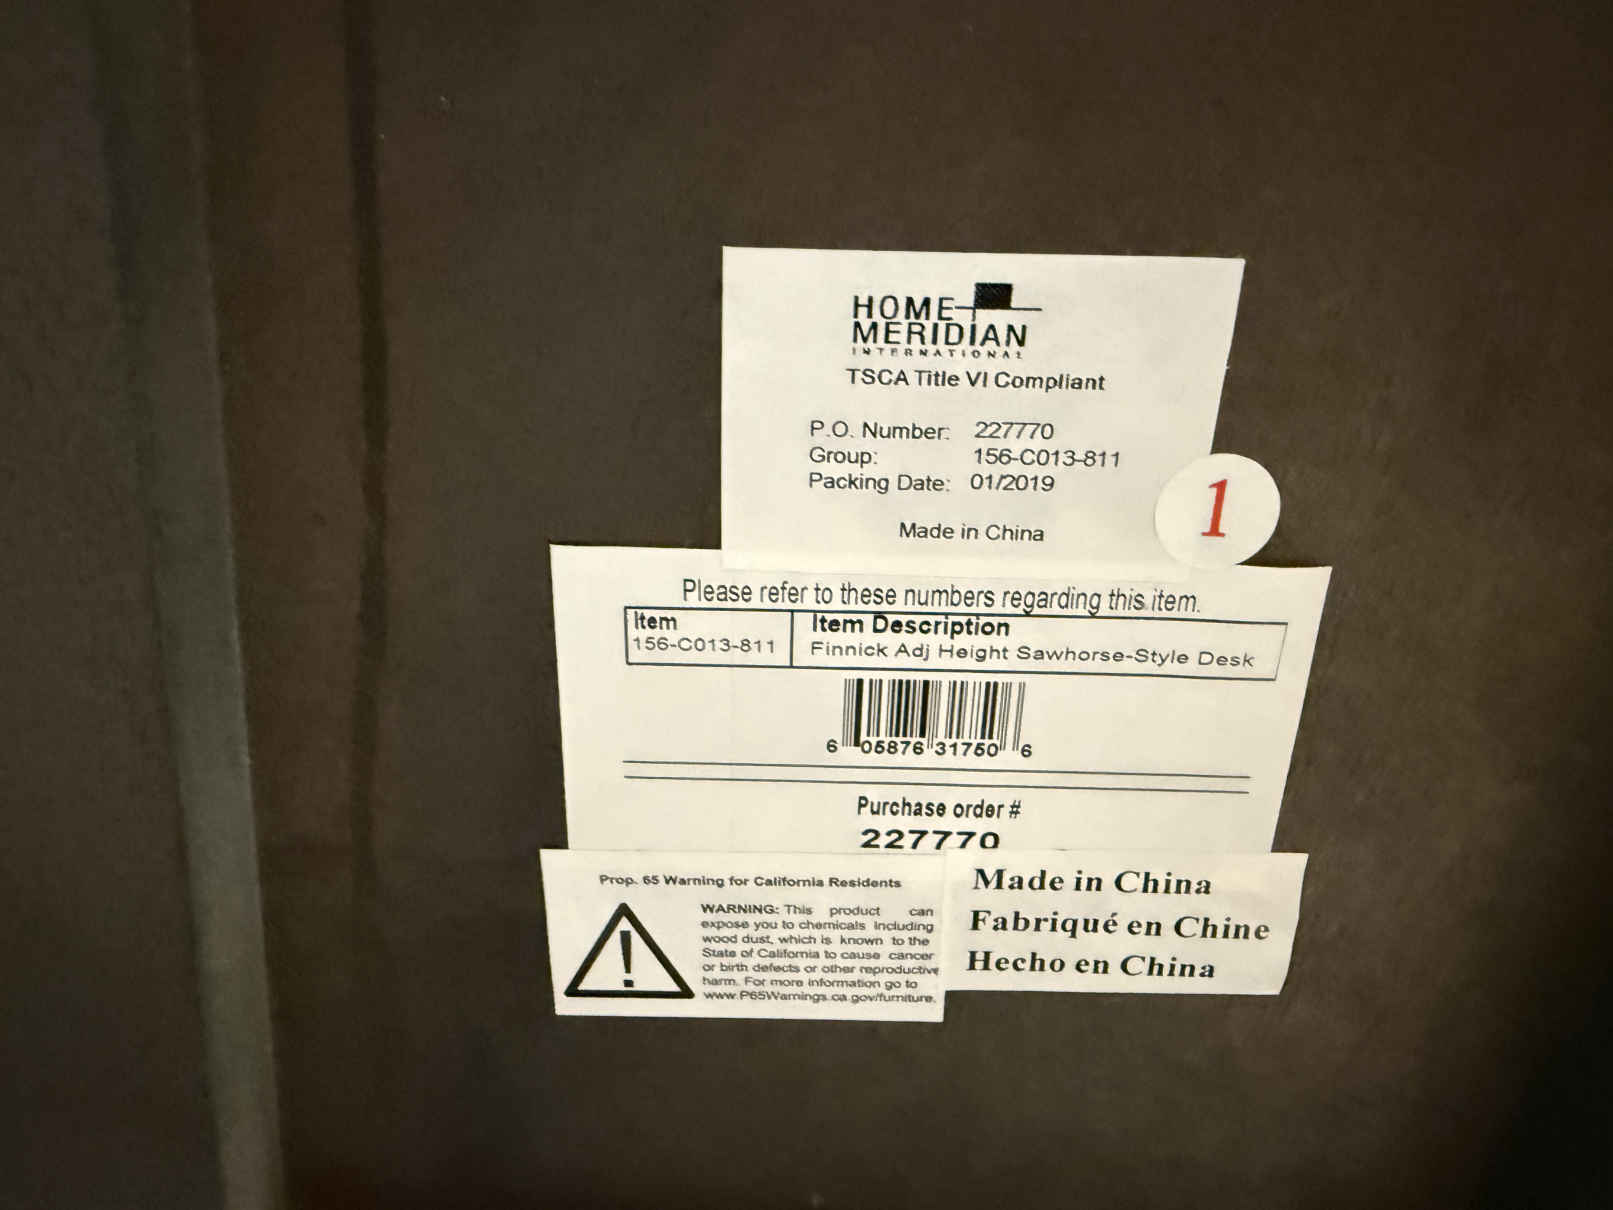 HOME
MERIDIAN
INTERNATIONAL
TSCA Title VI Compliant
P.O. Number: 227770
Group: 156-C013-811
Packing Date: 01/2019
Made in China
1
Please refer to these numbers regarding this item.
Item Item Description
156-C013-811 Finnick Adj Height Sawhorse-Style Desk
6 05876 31750 6
Purchase order #
227770
Prop. 65 Warning for California Residents
WARNING: This product can
expose you to chemicals including
wood dust, which is known to the
State of California to cause cancer
or birth defects or other reproductive
harm. For more information go to
www.P65Warnings.ca.gov/furniture.
Made in China
Fabriqué en Chine
Hecho en China